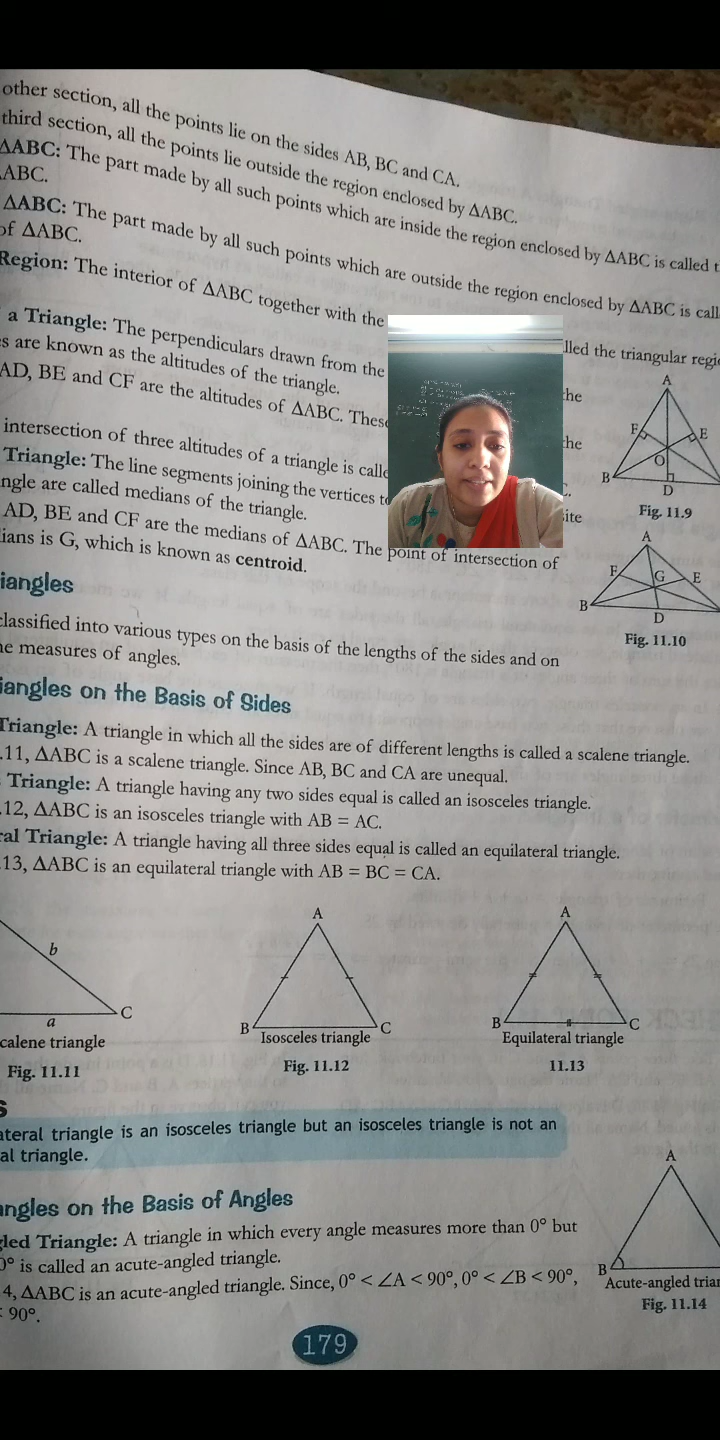 other section, all the points lie on the sides AB, BC and CA.
third section, all the points lie outside the region enclosed by ΔABC.
ΔABC: The part made by all such points which are inside the region enclosed by ΔABC is called t
ABC.
ΔABC: The part made by all such points which are outside the region enclosed by ΔABC is call
of ΔABC.
Region: The interior of ΔABC together with the
lled the triangular regio
a Triangle: The perpendiculars drawn from the
s are known as the altitudes of the triangle.
he
AD, BE and CF are the altitudes of ΔABC. These
he
intersection of three altitudes of a triangle is calle
Triangle: The line segments joining the vertices to
ite
ngle are called medians of the triangle.
AD, BE and CF are the medians of ΔABC. The point of intersection of
ians is G, which is known as centroid.
A
F
E
O
B
D
Fig. 11.9
A
F
G
E
B
D
Fig. 11.10
iangles
classified into various types on the basis of the lengths of the sides and on
ne measures of angles.
iangles on the Basis of Sides
Triangle: A triangle in which all the sides are of different lengths is called a scalene triangle.
.11, ΔABC is a scalene triangle. Since AB, BC and CA are unequal.
Triangle: A triangle having any two sides equal is called an isosceles triangle.
.12, ΔABC is an isosceles triangle with AB = AC.
ral Triangle: A triangle having all three sides equal is called an equilateral triangle.
.13, ΔABC is an equilateral triangle with AB = BC = CA.
b
C
a
calene triangle
Fig. 11.11
A
B
C
Isosceles triangle
Fig. 11.12
A
B
C
Equilateral triangle
11.13
S
ateral triangle is an isosceles triangle but an isosceles triangle is not an
al triangle.
angles on the Basis of Angles
gled Triangle: A triangle in which every angle measures more than 0° but
0° is called an acute-angled triangle.
4, ΔABC is an acute-angled triangle. Since, 0° < ∠A < 90°, 0° < ∠B < 90°,
< 90°.
A
B
Acute-angled trian
Fig. 11.14
179